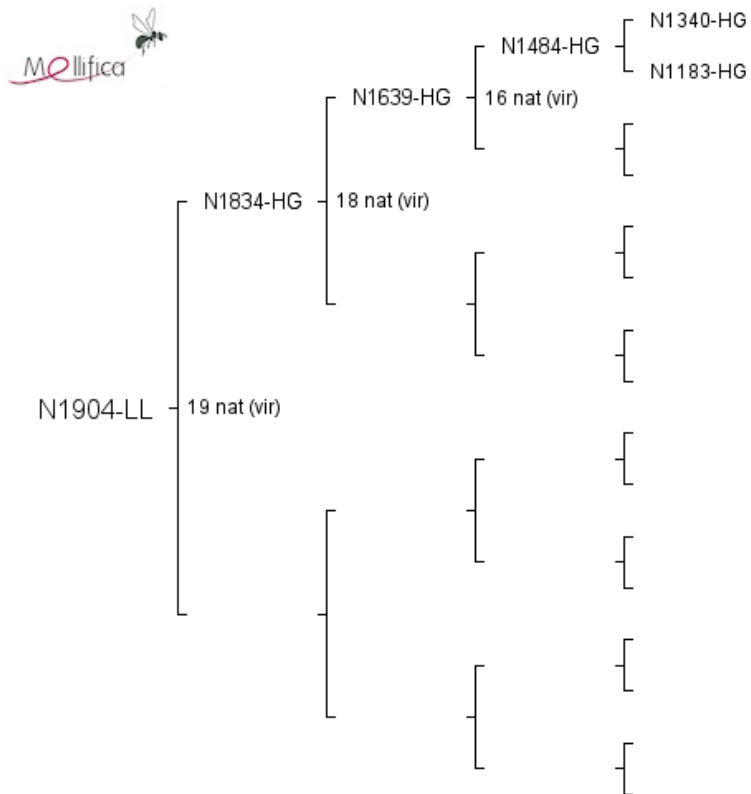 Mellifica
N1340-HG
N1484-HG
N1183-HG
N1639-HG
16 nat (vir)
N1834-HG
18 nat (vir)
N1904-LL
19 nat (vir)